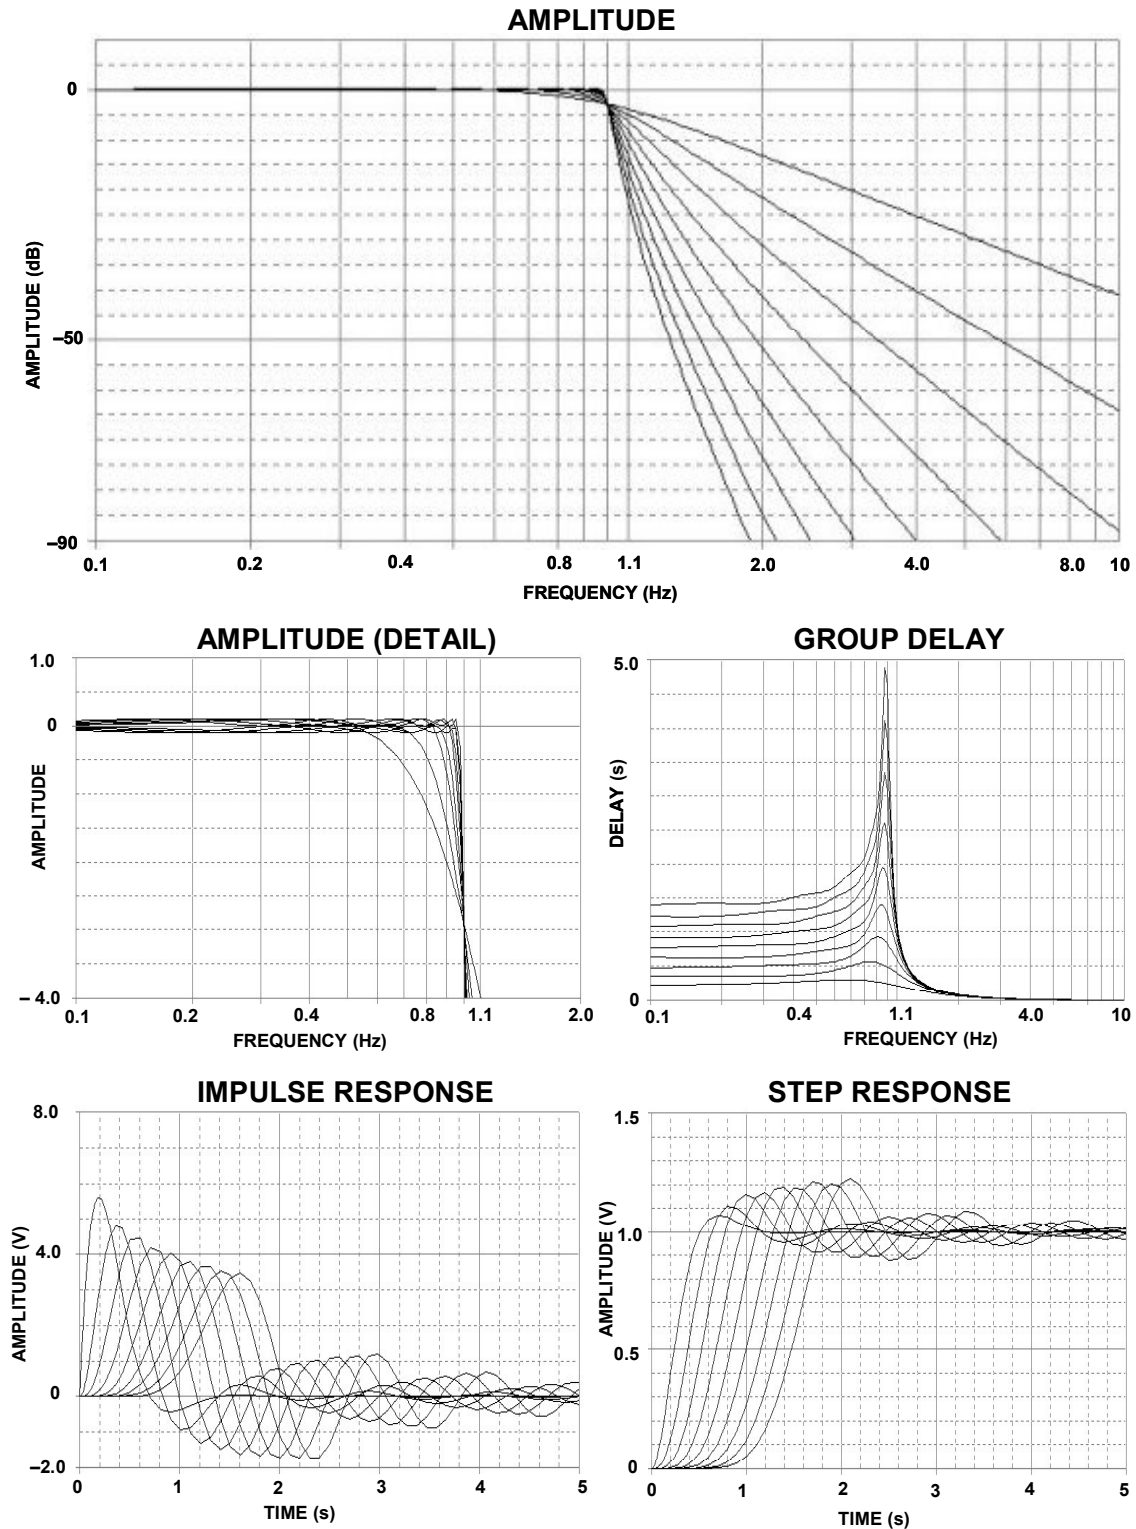 AMPLITUDE
0
–50
–90
AMPLITUDE (dB)
0.1 0.2 0.4 0.8 1.1 2.0 4.0 8.0 10
FREQUENCY (Hz)
AMPLITUDE (DETAIL)
1.0
0
– 4.0
AMPLITUDE
0.1 0.2 0.4 0.8 1.1 2.0
FREQUENCY (Hz)
GROUP DELAY
5.0
0
DELAY (s)
0.1 0.4 1.1 4.0 10
FREQUENCY (Hz)
IMPULSE RESPONSE
8.0
4.0
0
–2.0
AMPLITUDE (V)
0 1 2 3 4 5
TIME (s)
STEP RESPONSE
1.5
1.0
0.5
0
AMPLITUDE (V)
0 1 2 3 4 5
TIME (s)